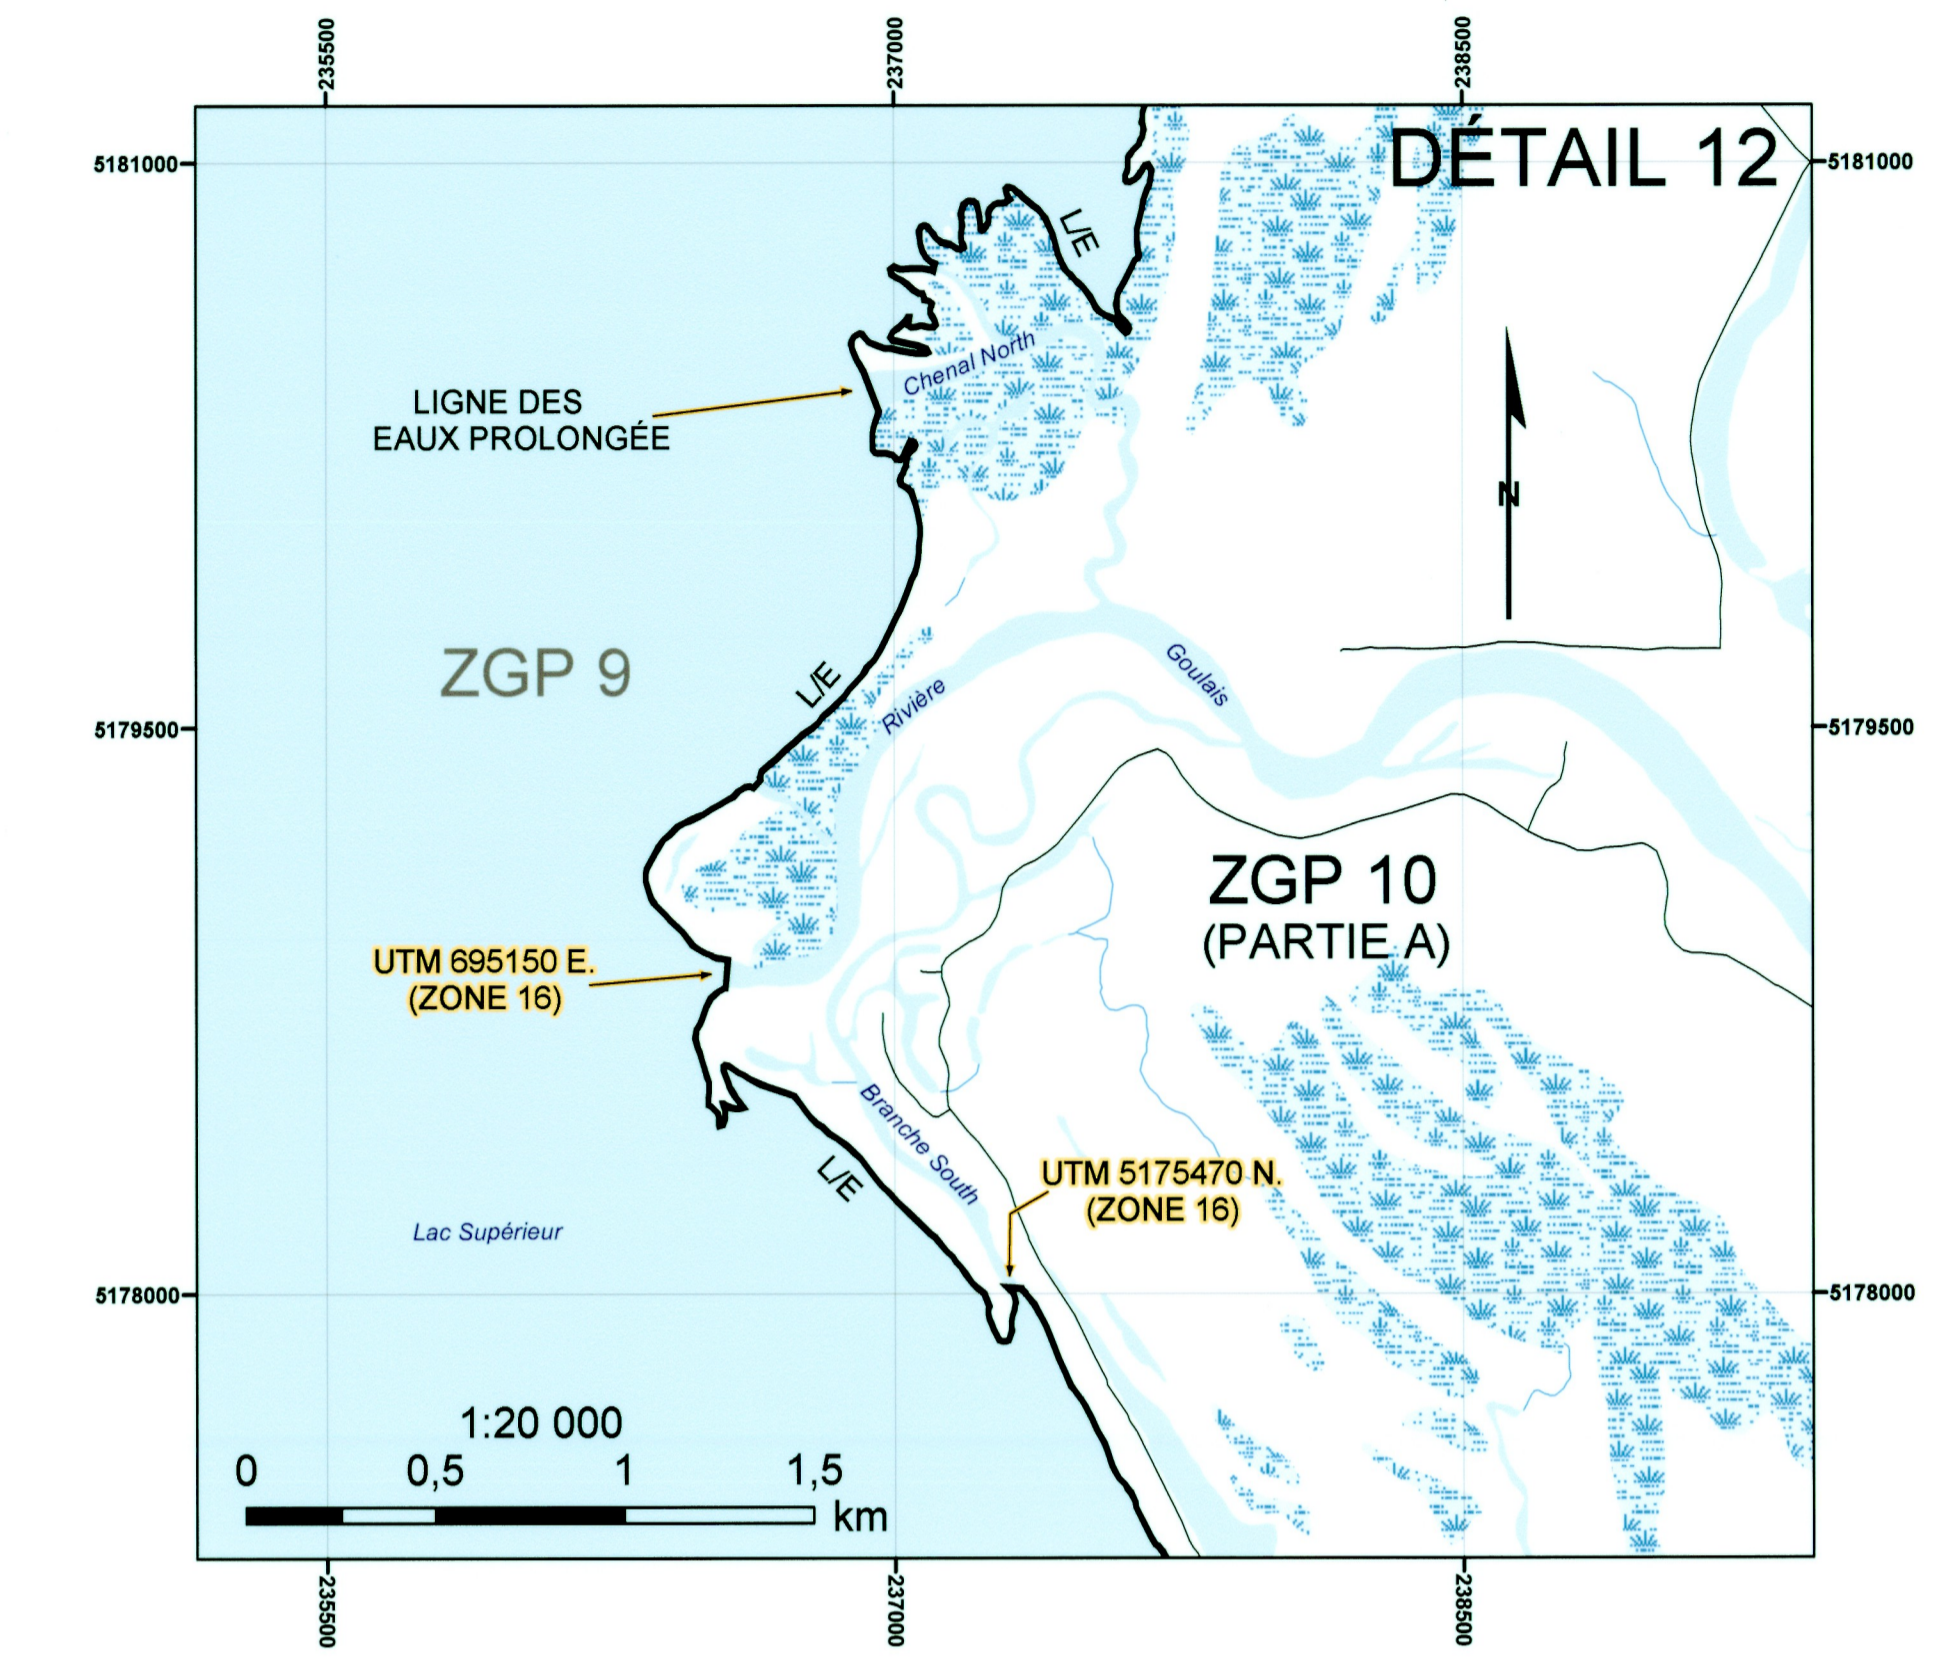 235500
237000
238500
5181000
DÉTAIL 12
5181000
L/E
Chenal North
LIGNE DES
EAUX PROLONGÉE
N
ZGP 9
L/E
Rivière
Goulais
5179500
5179500
ZGP 10
(PARTIE A)
UTM 695150 E.
(ZONE 16)
Branche South
L/E
UTM 5175470 N.
(ZONE 16)
Lac Supérieur
5178000
5178000
1:20 000
0 0,5 1 1,5
km
235500
237000
238500